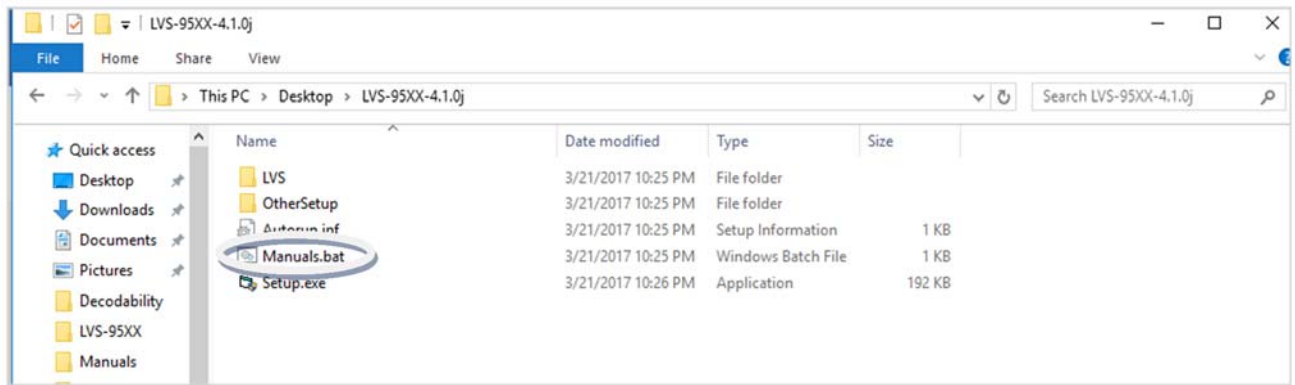 LVS-95XX-4.1.0j
File Home Share View
This PC > Desktop > LVS-95XX-4.1.0j Search LVS-95XX-4.1.0j
Quick access
Desktop
Downloads
Documents
Pictures
Decodability
LVS-95XX
Manuals
Name Date modified Type Size
LVS 3/21/2017 10:25 PM File folder
OtherSetup 3/21/2017 10:25 PM File folder
Autorun.inf 3/21/2017 10:25 PM Setup Information 1 KB
Manuals.bat 3/21/2017 10:25 PM Windows Batch File 1 KB
Setup.exe 3/21/2017 10:26 PM Application 192 KB